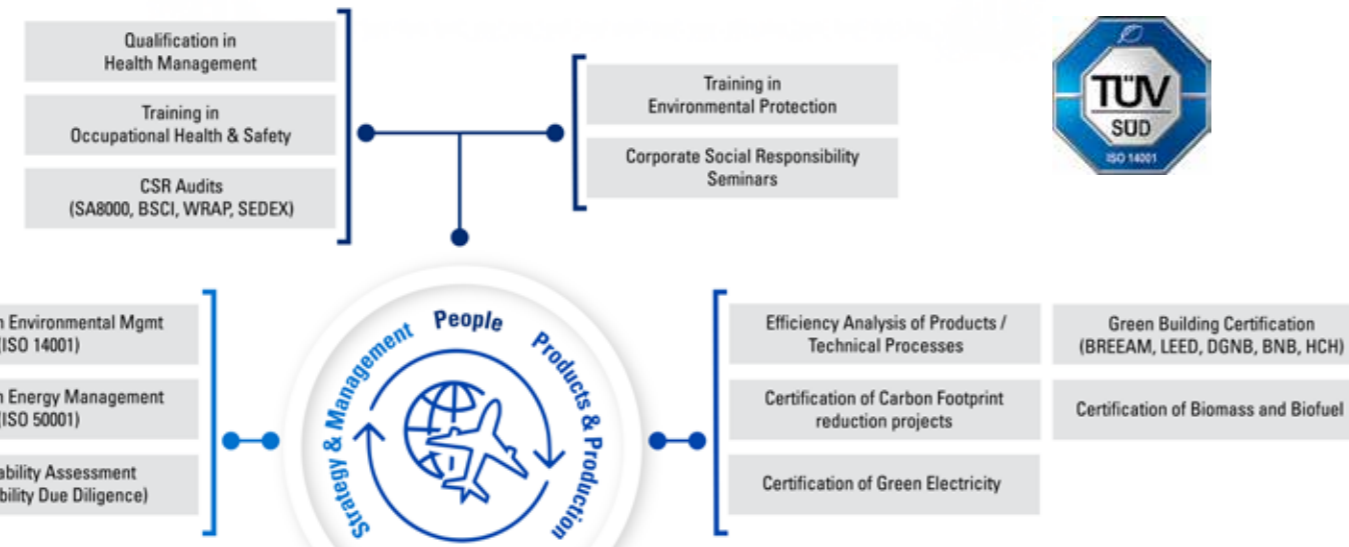 Qualification in
Health Management
Training in
Occupational Health & Safety
CSR Audits
(SA8000, BSCI, WRAP, SEDEX)
Training in
Environmental Protection
Corporate Social Responsibility
Seminars
TÜV
SÜD
ISO 14001
Environmental Mgmt
(ISO 14001)
Energy Management
(ISO 50001)
Assessment
Due Diligence)
Strategy & Management
People
Products & Production
Efficiency Analysis of Products /
Technical Processes
Certification of Carbon Footprint
reduction projects
Certification of Green Electricity
Green Building Certification
(BREEAM, LEED, DGNB, BNB, HCH)
Certification of Biomass and Biofuel